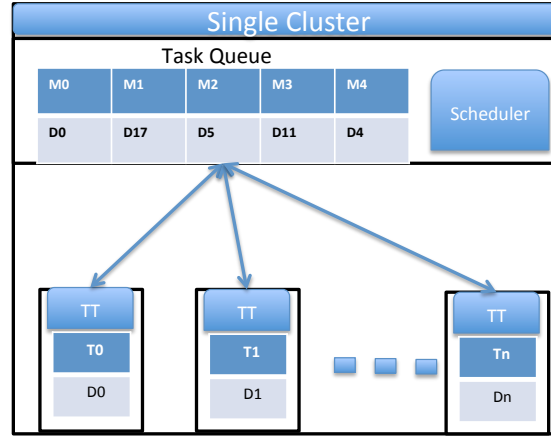 Single Cluster
Task Queue
M0 M1 M2 M3 M4
D0 D17 D5 D11 D4
Scheduler
TT TT TT
T0 T1 Tn
D0 D1 Dn